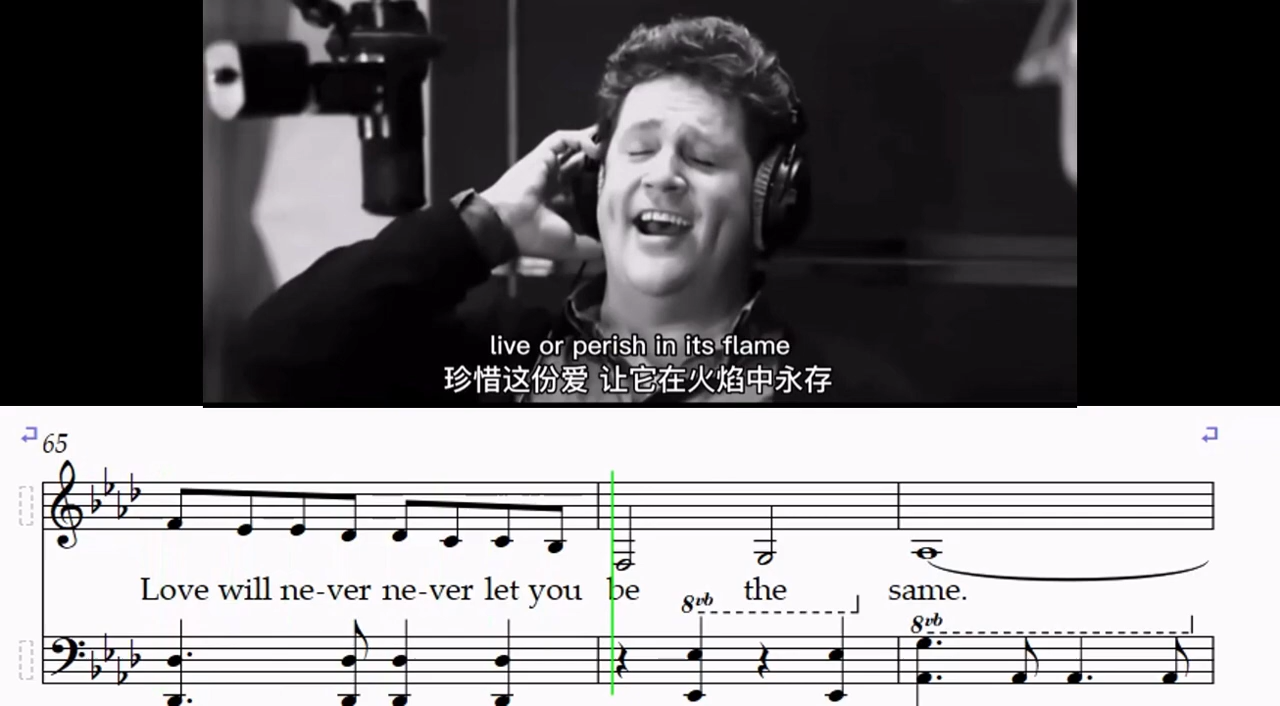 live or perish in its flame
珍惜这份爱 让它在火焰中永存
65
Love will ne-ver ne-ver let you be the same.
8vb
8vb